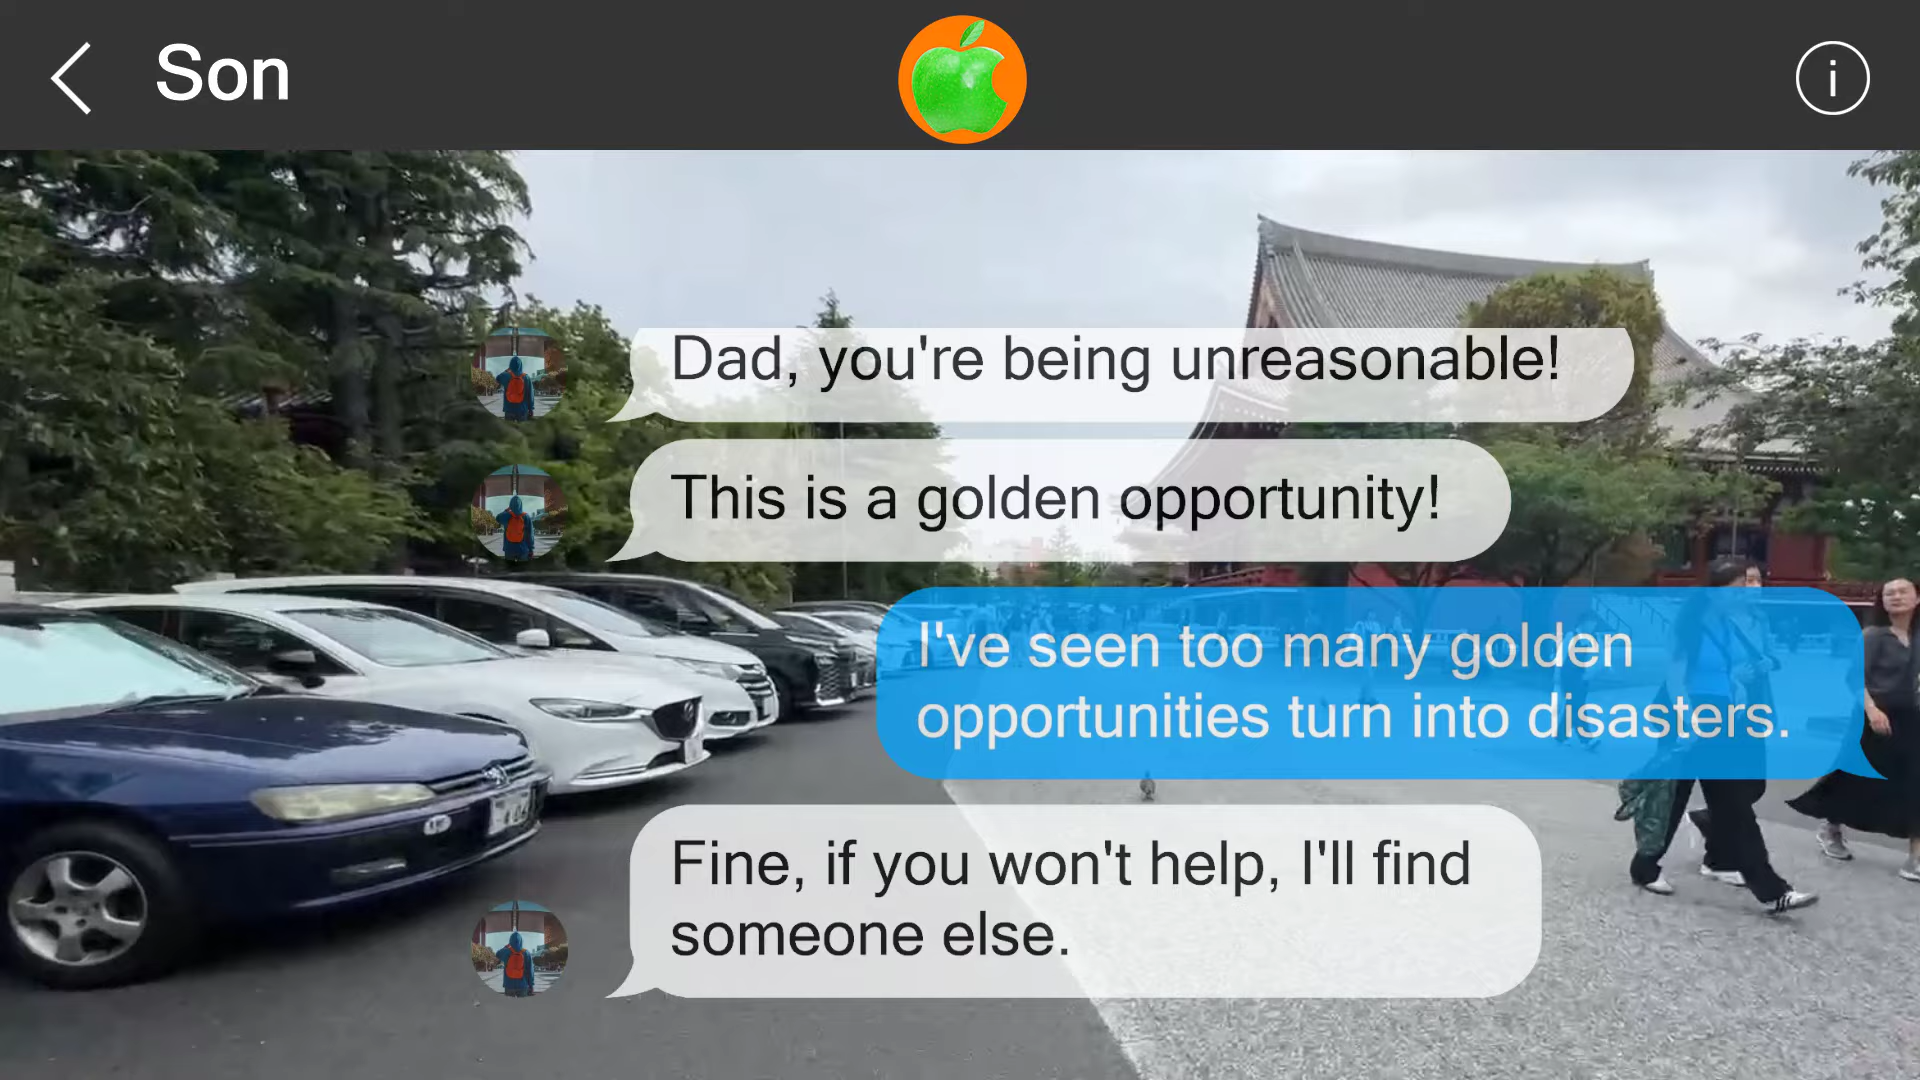 Son
i
Dad, you're being unreasonable!
This is a golden opportunity!
I've seen too many golden
opportunities turn into disasters.
Fine, if you won't help, I'll find
someone else.